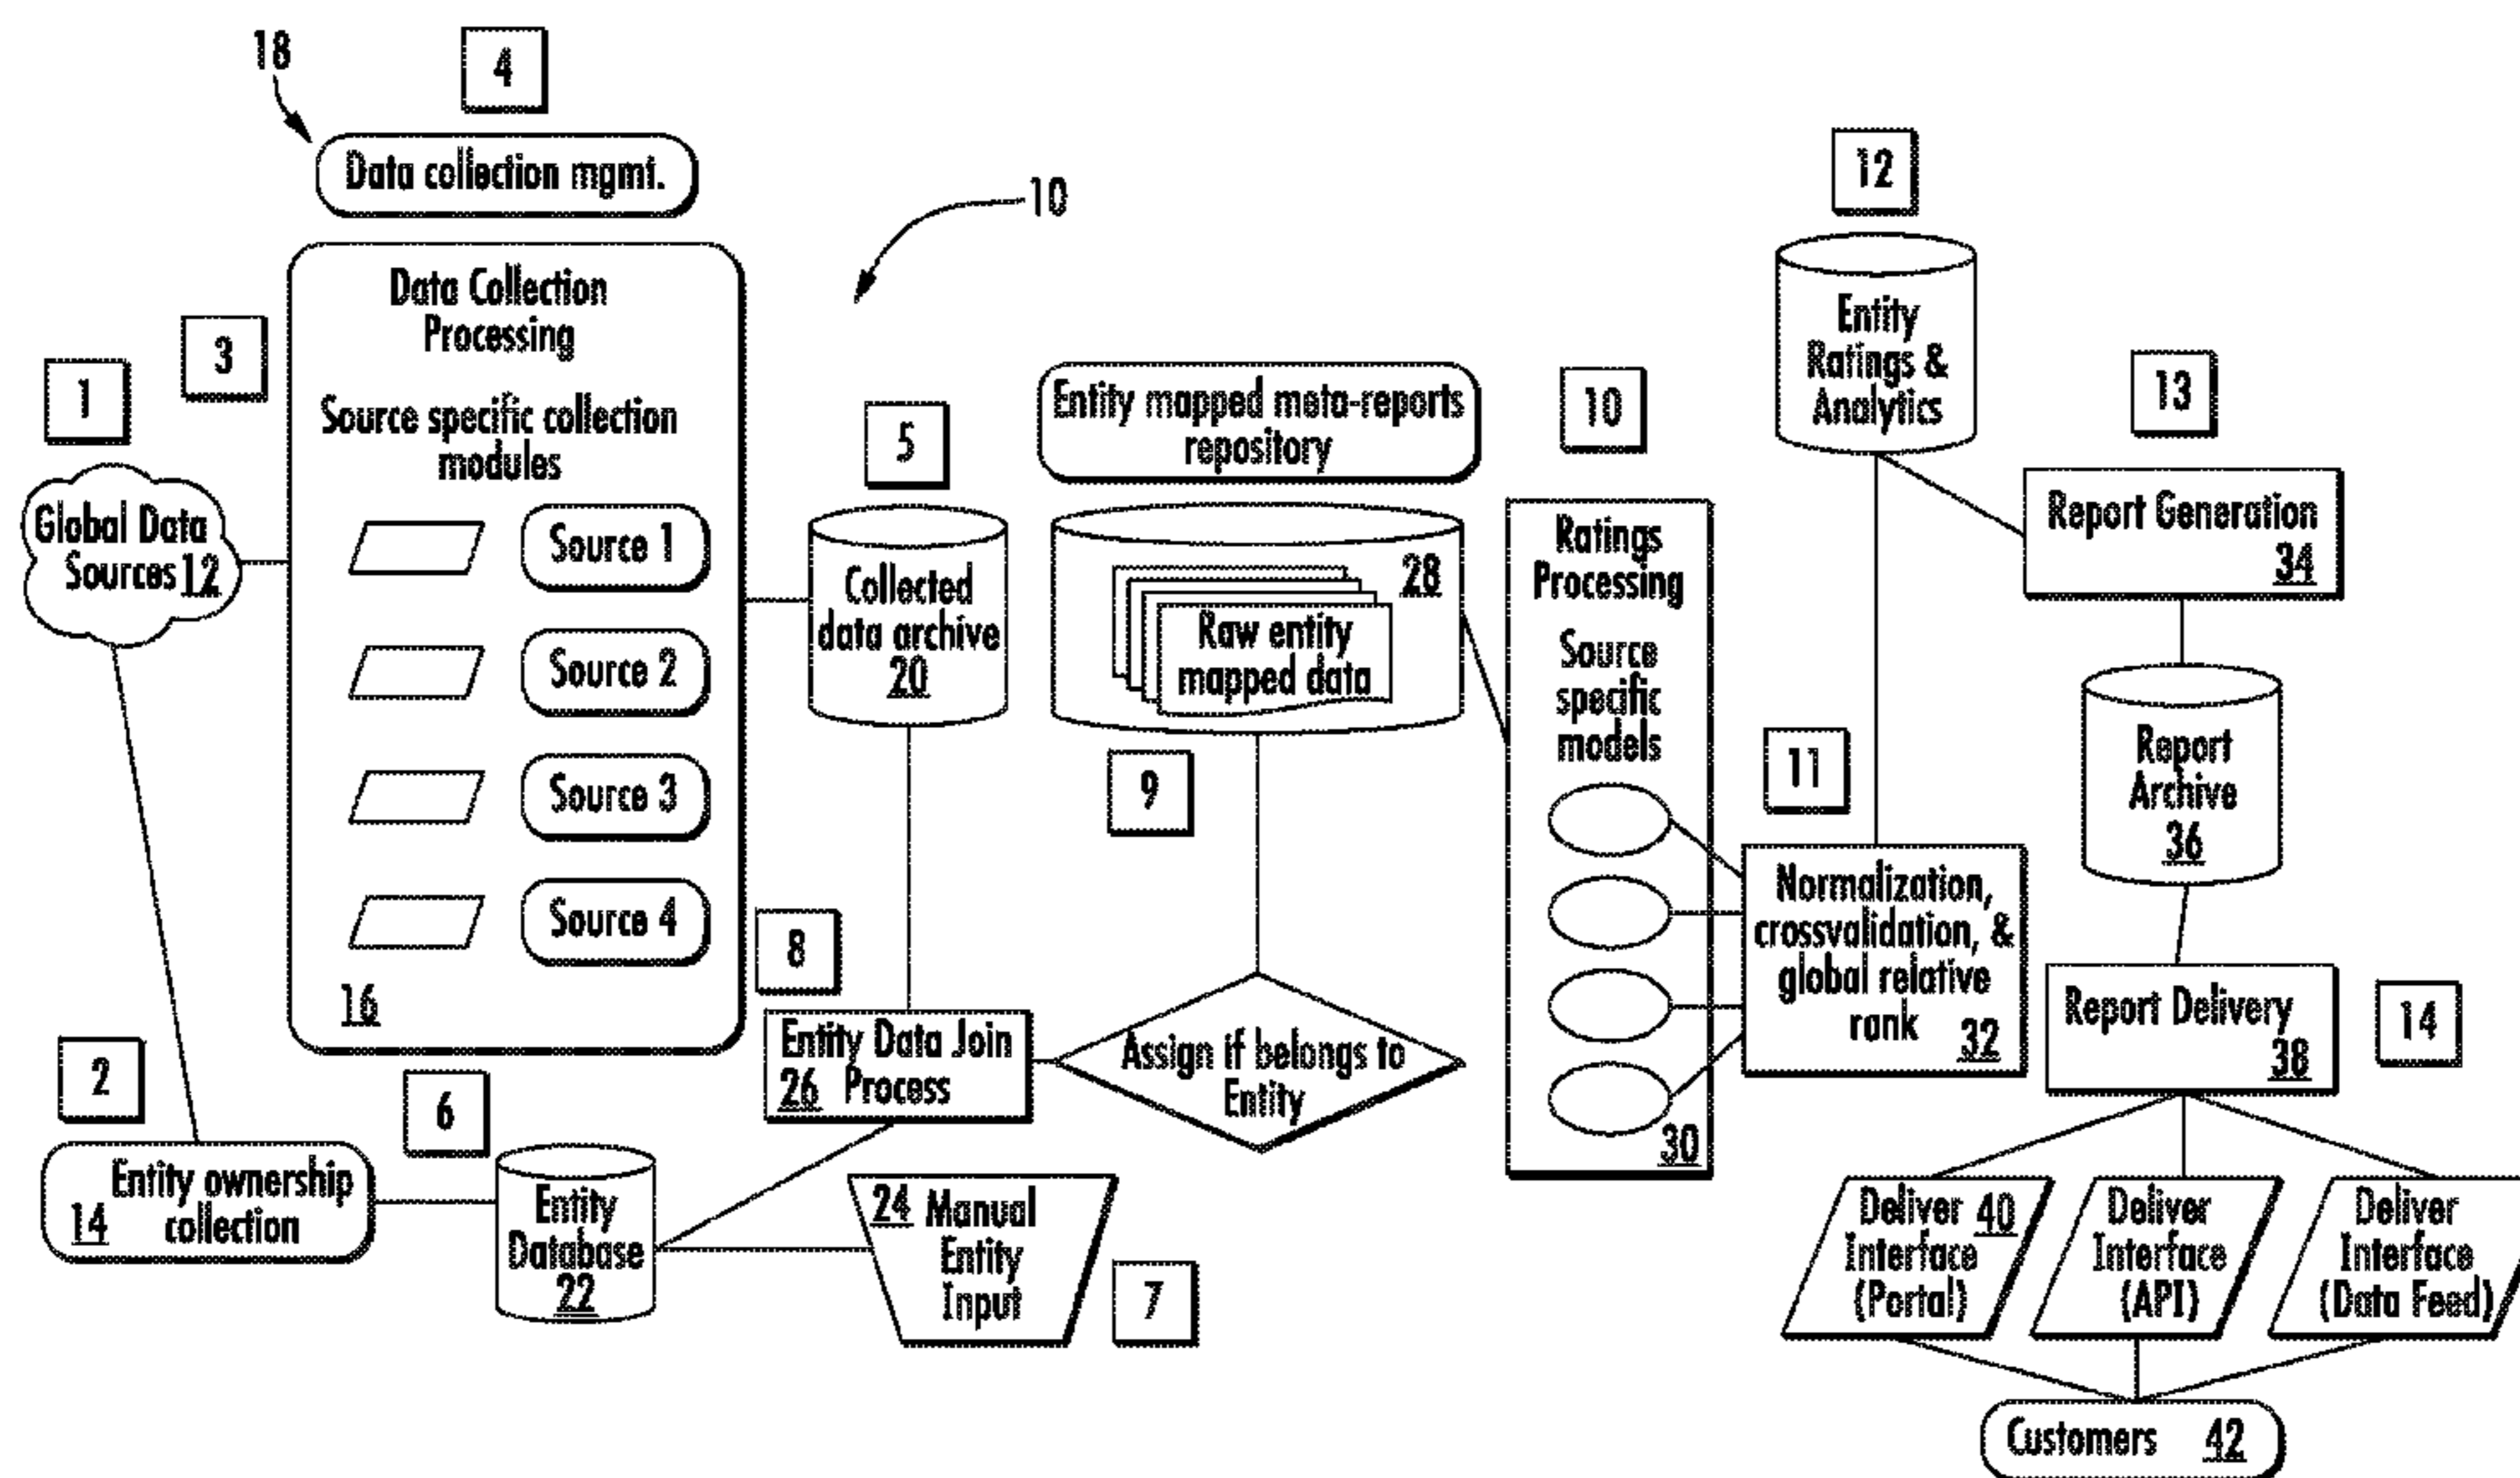 18
4
Data collection mgmt.
10
3
Data Collection
Processing
Source specific collection
modules
Source 1
Source 2
Source 3
Source 4
16
1
Global Data
Sources 12
2
14 Entity ownership
collection
6
Entity
Database
22
24 Manual
Entity
Input
7
5
Collected
data archive
20
8
Entity Data Join
26 Process
Assign if belongs to
Entity
Entity mapped meta-reports
repository
28
Raw entity
mapped data
9
10
Ratings
Processing
Source
specific
models
30
11
Normalization,
crossvalidation, &
global relative
rank 32
12
Entity
Ratings &
Analytics
13
Report Generation
34
Report
Archive
36
Report Delivery
38
14
Deliver 40
Interface
(Portal)
Deliver
Interface
(API)
Deliver
Interface
(Data Feed)
Customers 42